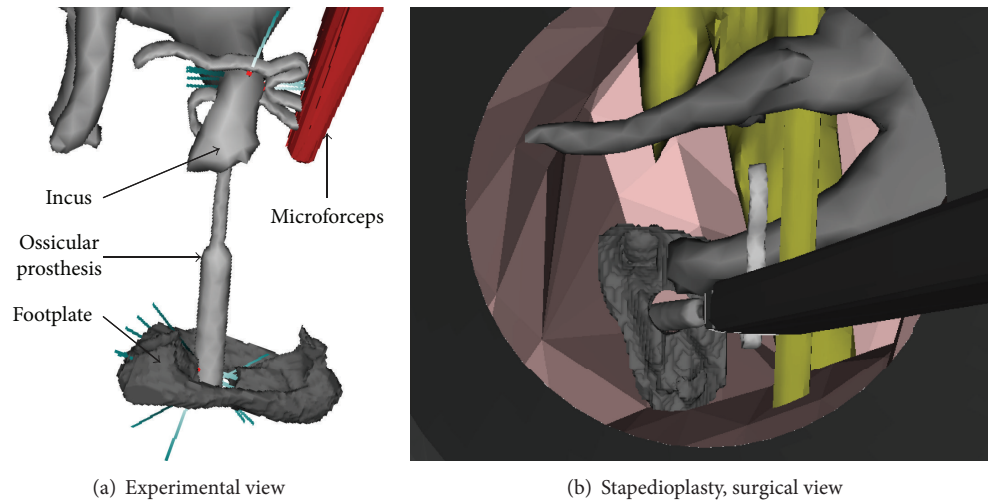 Incus
Microforceps
Ossicular
prosthesis
Footplate
(a) Experimental view
(b) Stapedioplasty, surgical view